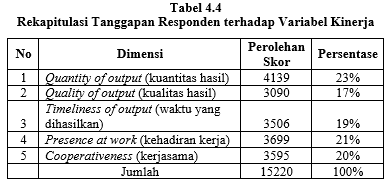 Tabel 4.4
Rekapitulasi Tanggapan Responden terhadap Variabel Kinerja
No Dimensi Perolehan Skor Persentase
1 Quantity of output (kuantitas hasil) 4139 23%
2 Quality of output (kualitas hasil) 3090 17%
3 Timeliness of output (waktu yang dihasilkan) 3506 19%
4 Presence at work (kehadiran kerja) 3699 21%
5 Cooperativeness (kerjasama) 3595 20%
Jumlah 15220 100%